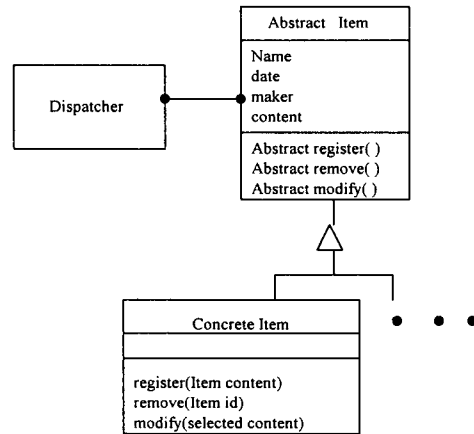 Abstract Item
Name
date
maker
content
Dispatcher
Abstract register( )
Abstract remove( )
Abstract modify( )
Concrete Item
register(Item content)
remove(Item id)
modify(selected content)